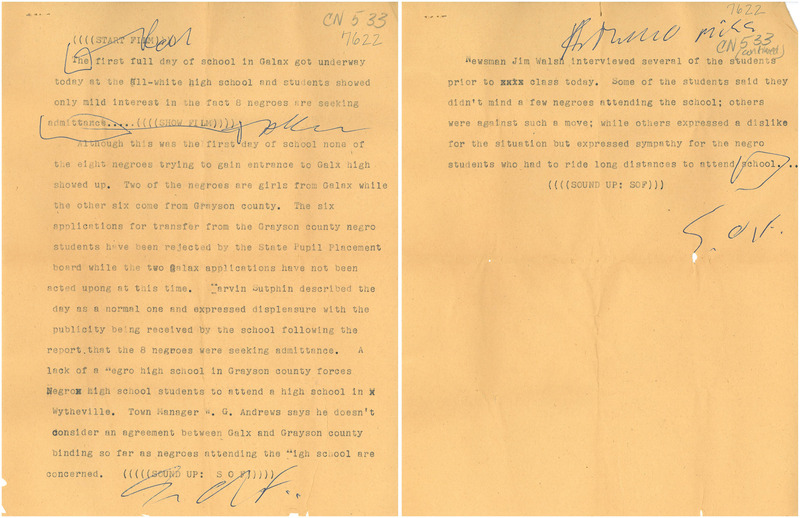 CN 533
7622
((((START FILM))))
The first full day of school in Galax got underway
today at the all-white high school and students showed
only mild interest in the fact 8 negroes are seeking
admittance.....((((SHOW FILM))))
Although this was the first day of school none of
the eight negroes trying to gain entrance to Galx high
showed up. Two of the negroes are girls from Galax while
the other six come from Grayson county. The six
applications for transfer from the Grayson county negro
students have been rejected by the State Pupil Placement
board while the two Galax applications have not been
acted upong at this time. Marvin Sutphin described the
day as a normal one and expressed displeasure with the
publicity being received by the school following the
report,that the 8 negroes were seeking admittance. A
lack of a Negro high school in Grayson county forces
Negro high school students to attend a high school in
Wytheville. Town Manager G. Andrews says he doesn't
consider an agreement between Galx and Grayson county
binding so far as negroes attending the High school are
concerned. (((((SOUND UP: S O F)))))
7622
CN 533
(continued)
Newsman Jim Walsh interviewed several of the students
prior to xxxx class today. Some of the students said they
didn't mind a few negroes attending the school; others
were against such a move; while others expressed a dislike
for the situation but expressed sympathy for the negro
students who had to ride long distences to attend school...
((((SOUND UP: SOF)))
S.O.F.